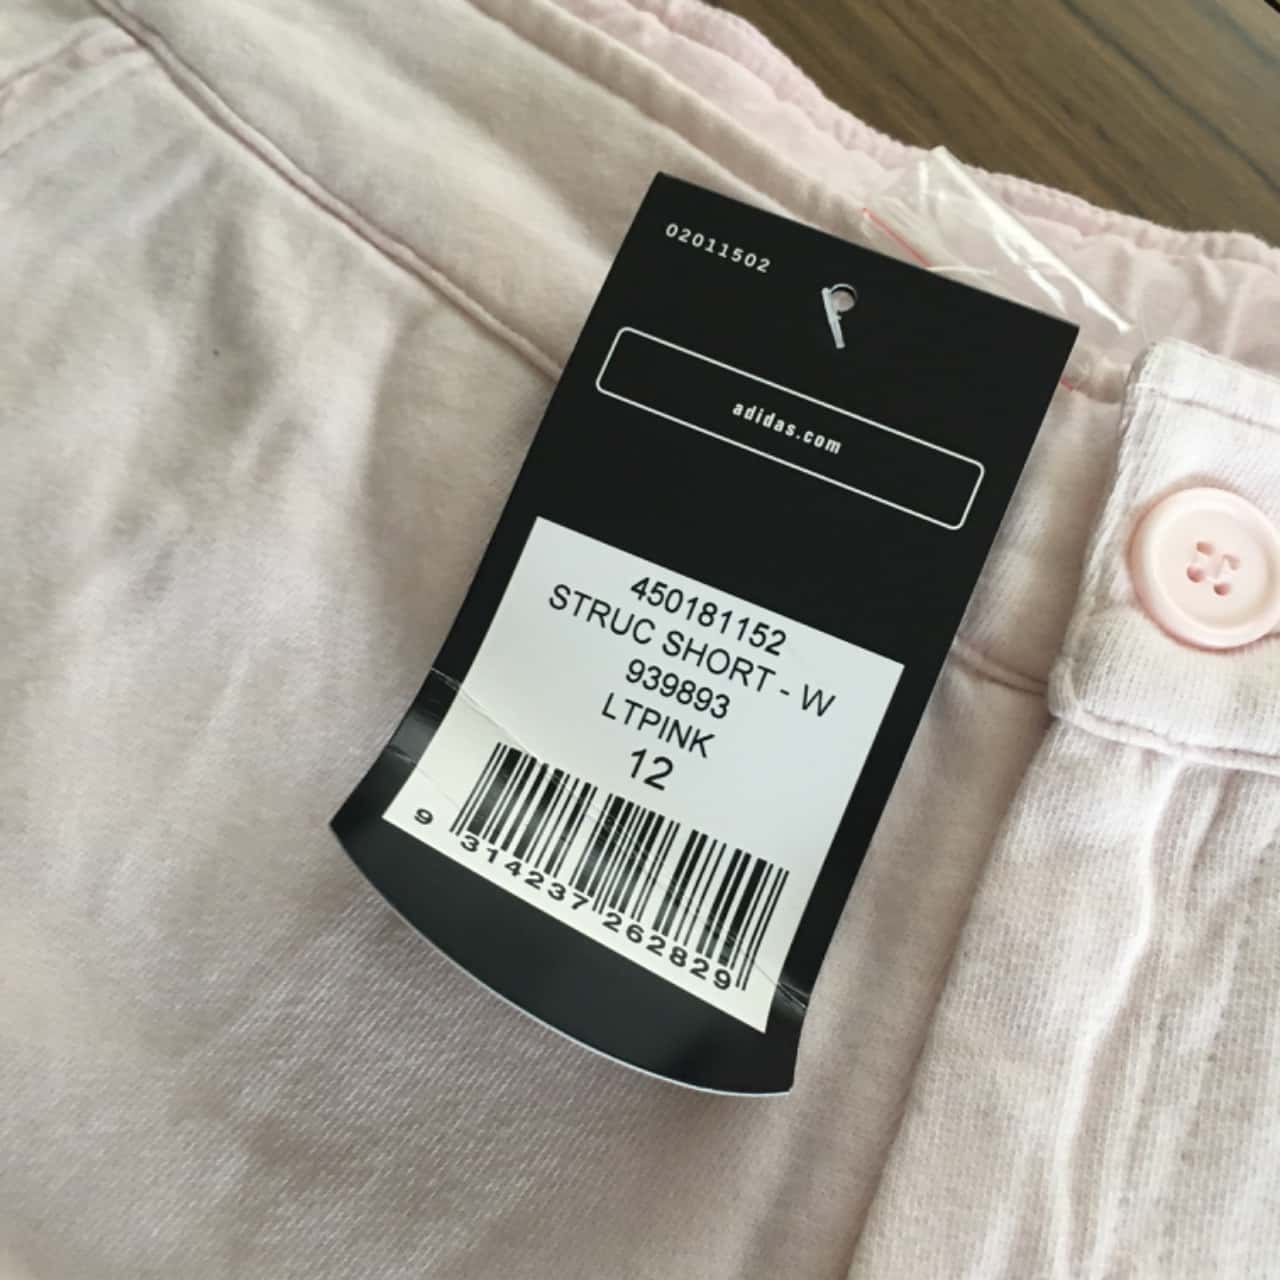 02011502
adidas.com
450181152
STRUC SHORT - W
939893
LTPINK
12
9 314237 262829